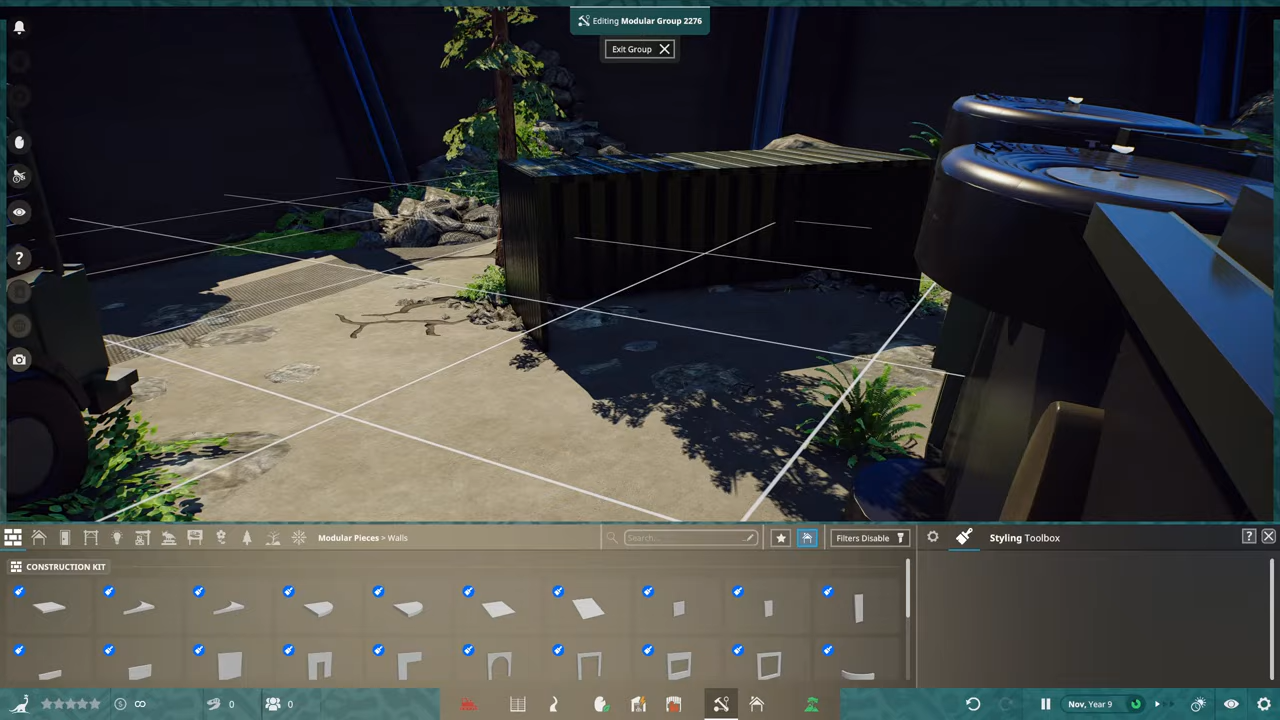 Editing Modular Group 2276
Exit Group
?
Modular Pieces > Walls
Search...
Filters Disable
Styling Toolbox
?
CONSTRUCTION KIT
$ ∞
0
0
Nov, Year 9